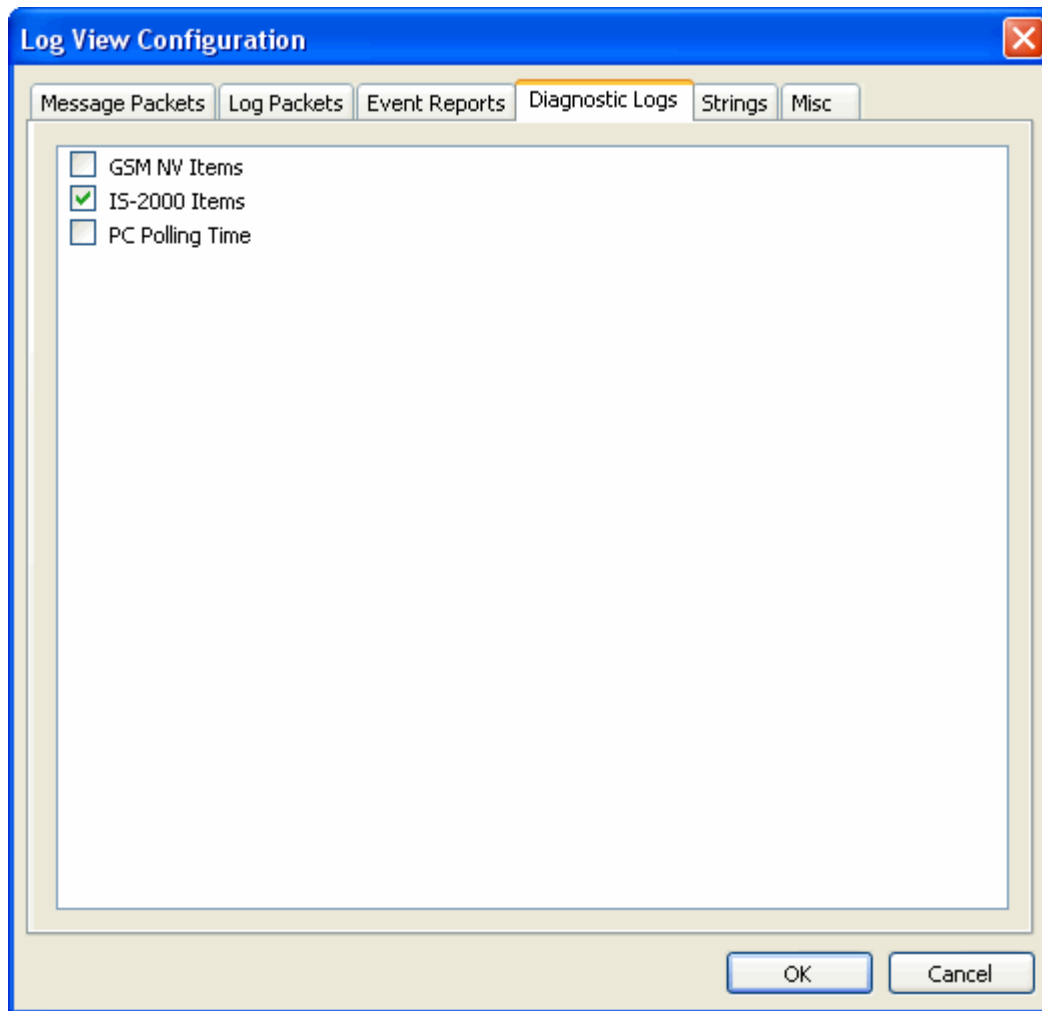 Log View Configuration
Message Packets Log Packets Event Reports Diagnostic Logs Strings Misc
GSM NV Items
IS-2000 Items
PC Polling Time
OK Cancel